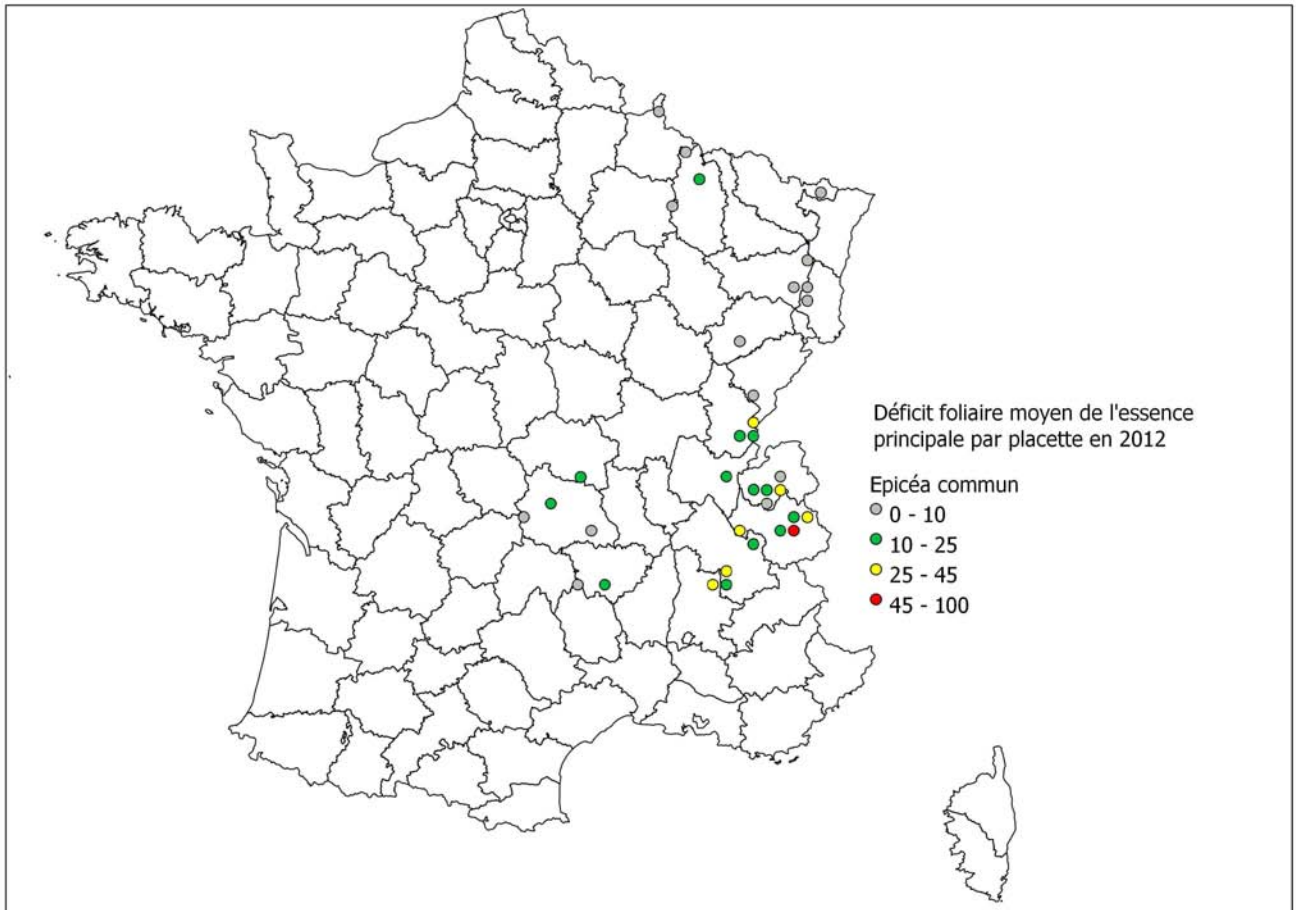 Déficit foliaire moyen de l'essence
principale par placette en 2012
Epicéa commun
0 - 10
10 - 25
25 - 45
45 - 100